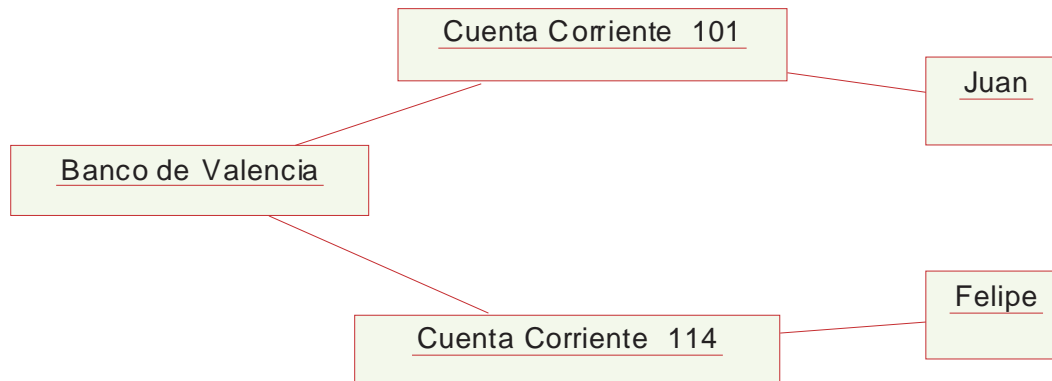 Cuenta Corriente 101
Juan
Banco de Valencia
Felipe
Cuenta Corriente 114